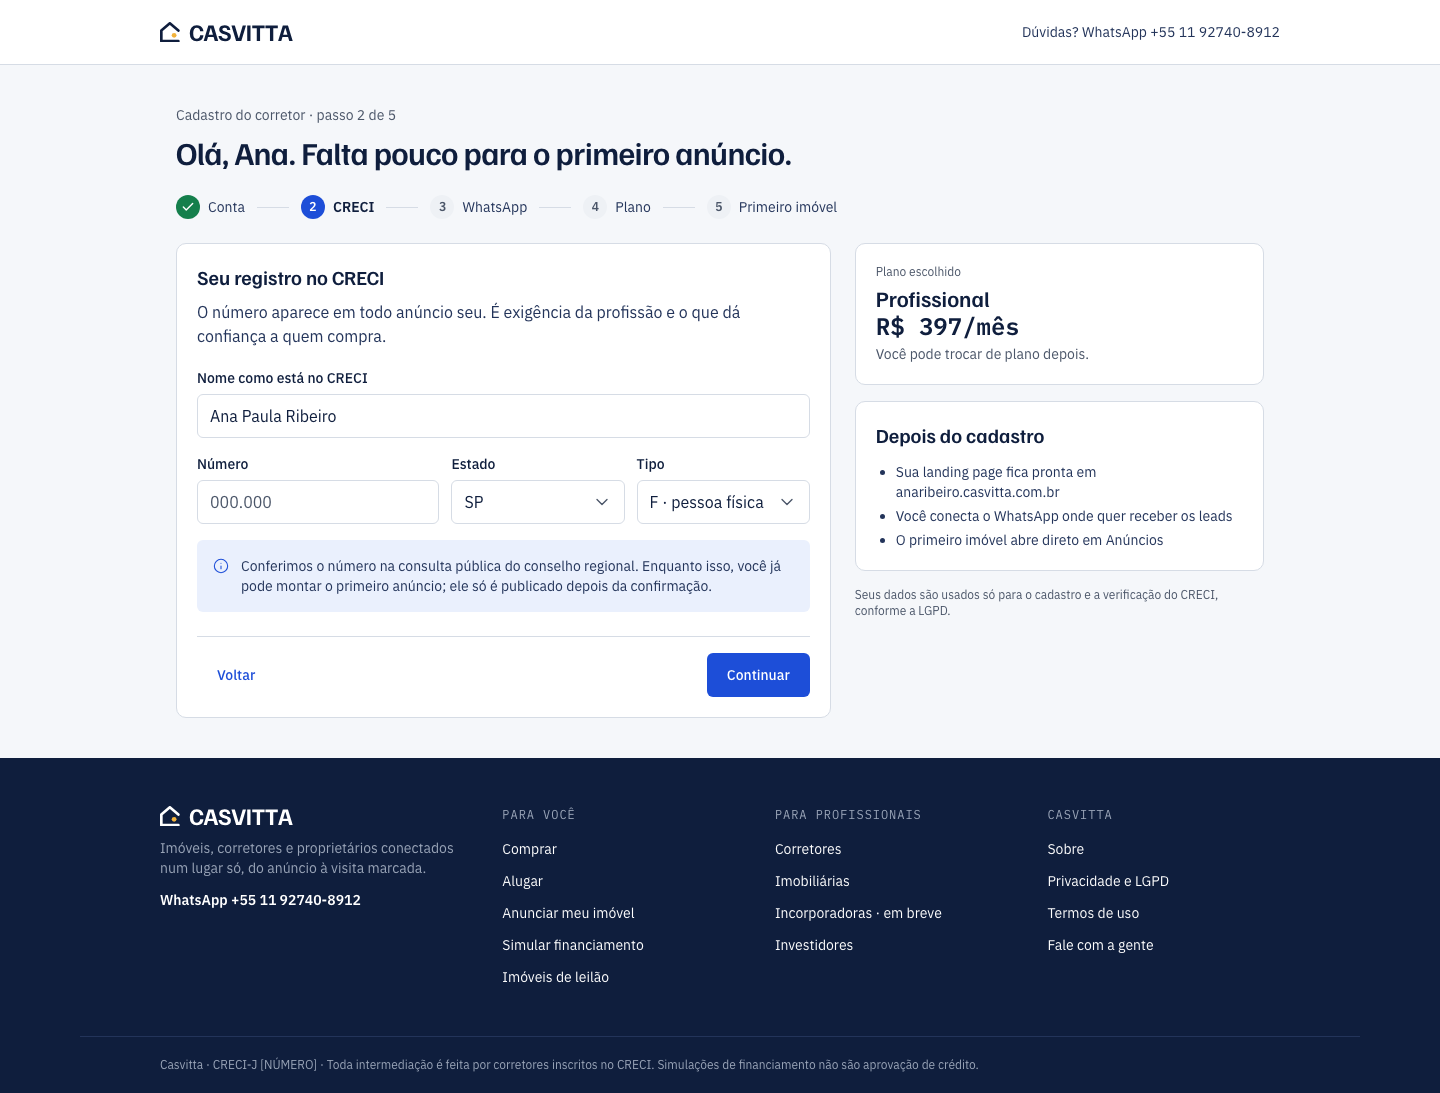 CASVITTA
Dúvidas? WhatsApp +55 11 92740-8912
Cadastro do corretor · passo 2 de 5
Olá, Ana. Falta pouco para o primeiro anúncio.
Conta
2 CRECI
3 WhatsApp
4 Plano
5 Primeiro imóvel
Seu registro no CRECI
O número aparece em todo anúncio seu. É exigência da profissão e o que dá
confiança a quem compra.
Nome como está no CRECI
Ana Paula Ribeiro
Número
000.000
Estado
SP
Tipo
F · pessoa física
Conferimos o número na consulta pública do conselho regional. Enquanto isso, você já
pode montar o primeiro anúncio; ele só é publicado depois da confirmação.
Voltar
Continuar
Plano escolhido
Profissional
R$ 397/mês
Você pode trocar de plano depois.
Depois do cadastro
• Sua landing page fica pronta em
anaribeiro.casvitta.com.br
• Você conecta o WhatsApp onde quer receber os leads
• O primeiro imóvel abre direto em Anúncios
Seus dados são usados só para o cadastro e a verificação do CRECI,
conforme a LGPD.
CASVITTA
Imóveis, corretores e proprietários conectados
num lugar só, do anúncio à visita marcada.
WhatsApp +55 11 92740-8912
PARA VOCÊ
Comprar
Alugar
Anunciar meu imóvel
Simular financiamento
Imóveis de leilão
PARA PROFISSIONAIS
Corretores
Imobiliárias
Incorporadoras · em breve
Investidores
CASVITTA
Sobre
Privacidade e LGPD
Termos de uso
Fale com a gente
Casvitta · CRECI-J [NÚMERO] · Toda intermediação é feita por corretores inscritos no CRECI. Simulações de financiamento não são aprovação de crédito.